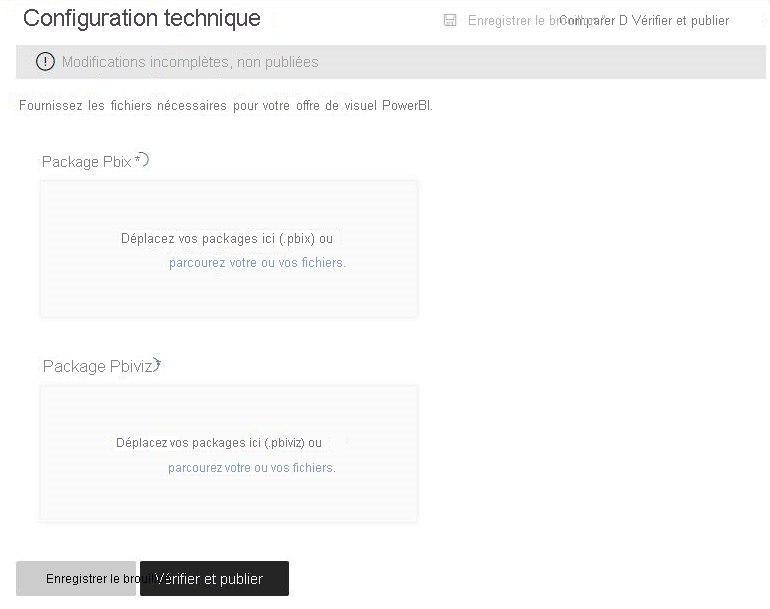 Configuration technique
Enregistrer le Comparer D Vérifier et publier
Modifications incomplètes, non publiées
Fournissez les fichiers nécessaires pour votre offre de visuel PowerBI.
Package Pbix *
Déplacez vos packages ici (.pbix) ou
parcourez votre ou vos fichiers.
Package Pbiviz*
Déplacez vos packages ici (.pbiviz) ou
parcourez votre ou vos fichiers.
Enregistrer le Vérifier et publier